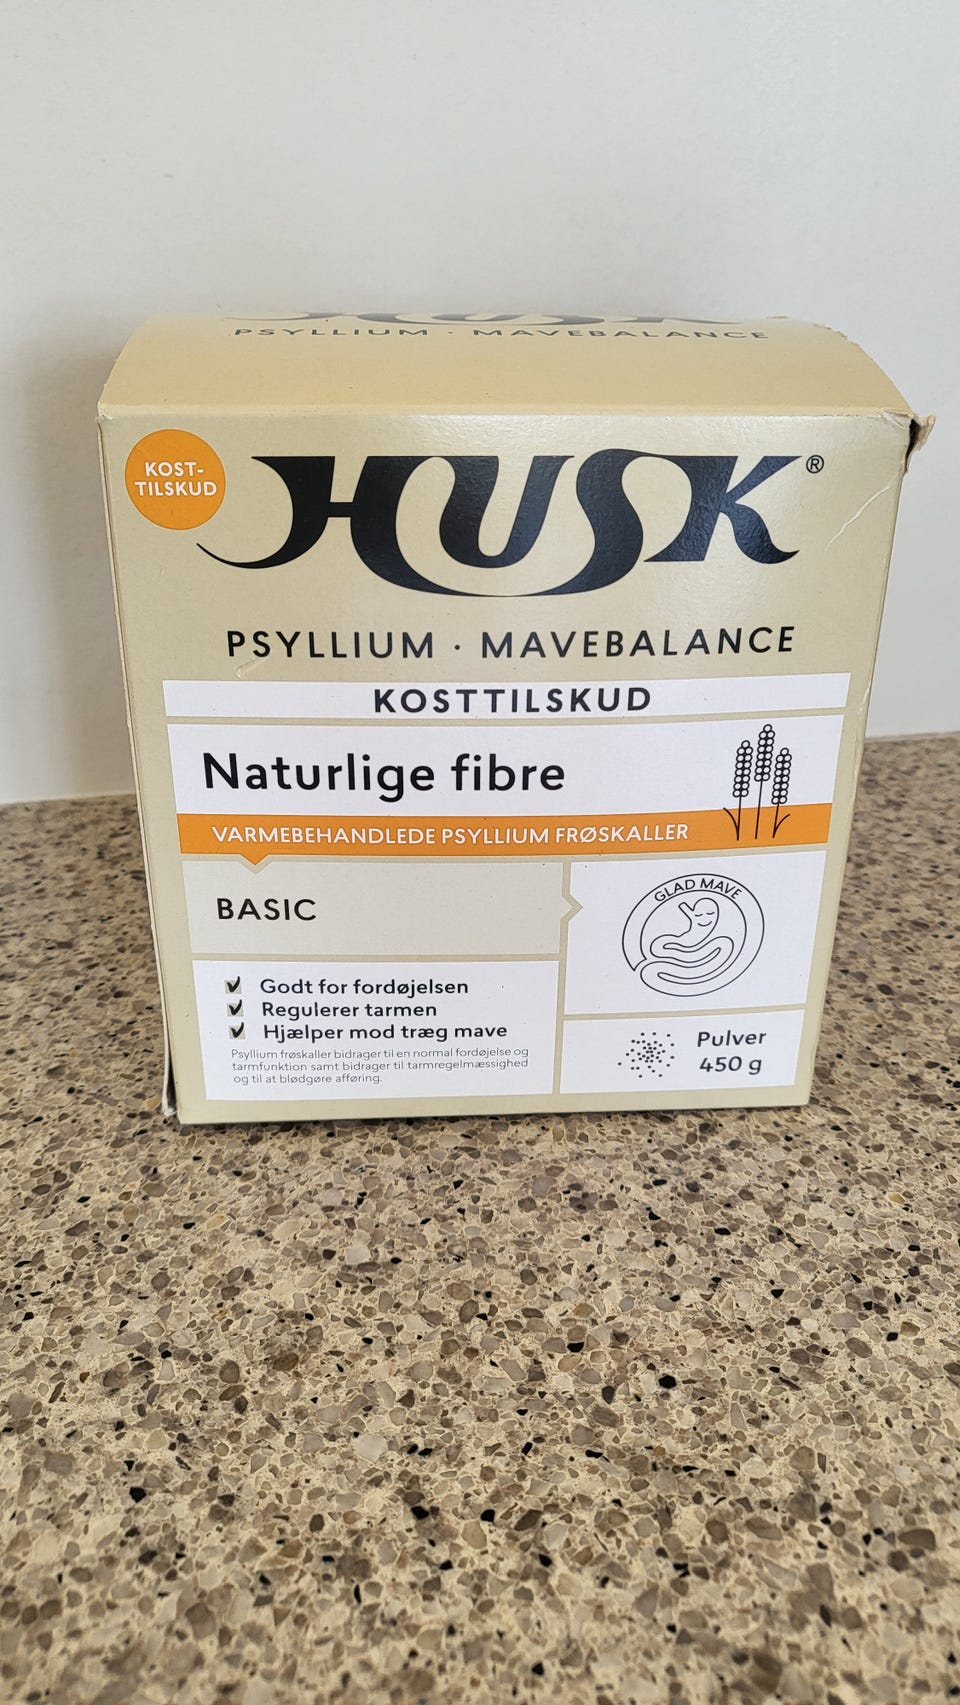 PSYLLIUM · MAVEBALANCE
KOST-
TILSKUD
HUSK®
PSYLLIUM · MAVEBALANCE
KOSTTILSKUD
Naturlige fibre
VARMEBEHANDLEDE PSYLLIUM FRØSKALLER
BASIC
GLAD MAVE
Godt for fordøjelsen
Regulerer tarmen
Hjælper mod træg mave
Psyllium frøskaller bidrager til en normal fordøjelse og
tarmfunktion samt bidrager til tarmregelmæssighed
og til at blødgøre afføring.
Pulver
450 g